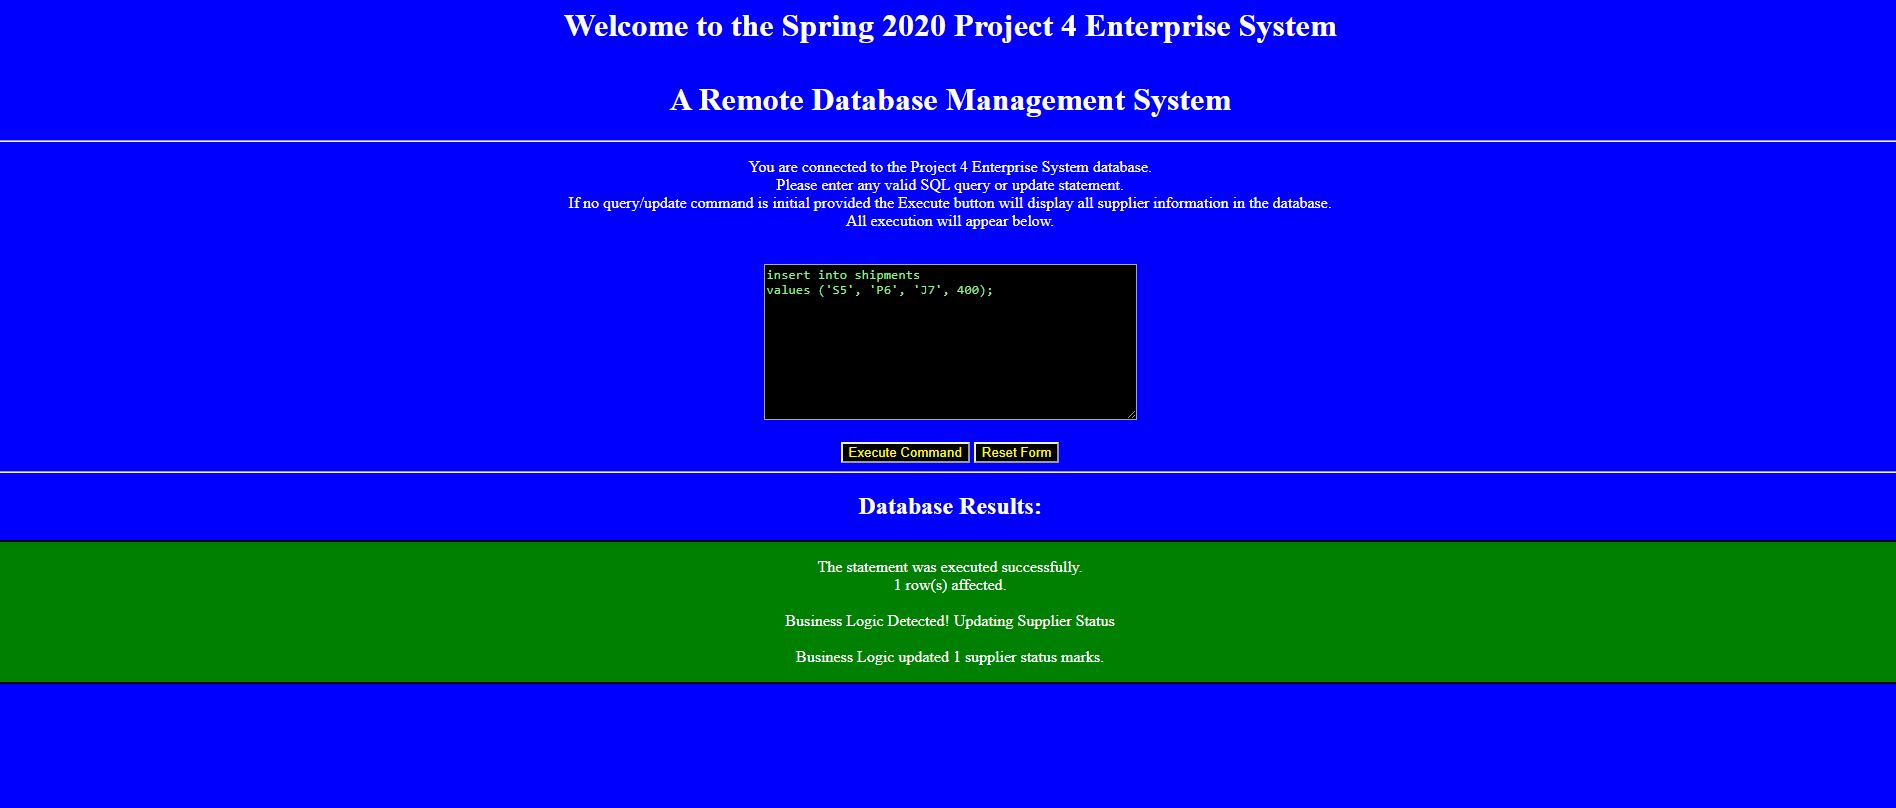 Welcome to the Spring 2020 Project 4 Enterprise System
A Remote Database Management System
You are connected to the Project 4 Enterprise System database.
Please enter any valid SQL query or update statement.
If no query/update command is initial provided the Execute button will display all supplier information in the database.
All execution will appear below.
insert into shipments
values ('S5', 'P6', 'J7', 400);
Execute Command Reset Form
Database Results:
The statement was executed successfully.
1 row(s) affected.
Business Logic Detected! Updating Supplier Status
Business Logic updated 1 supplier status marks.